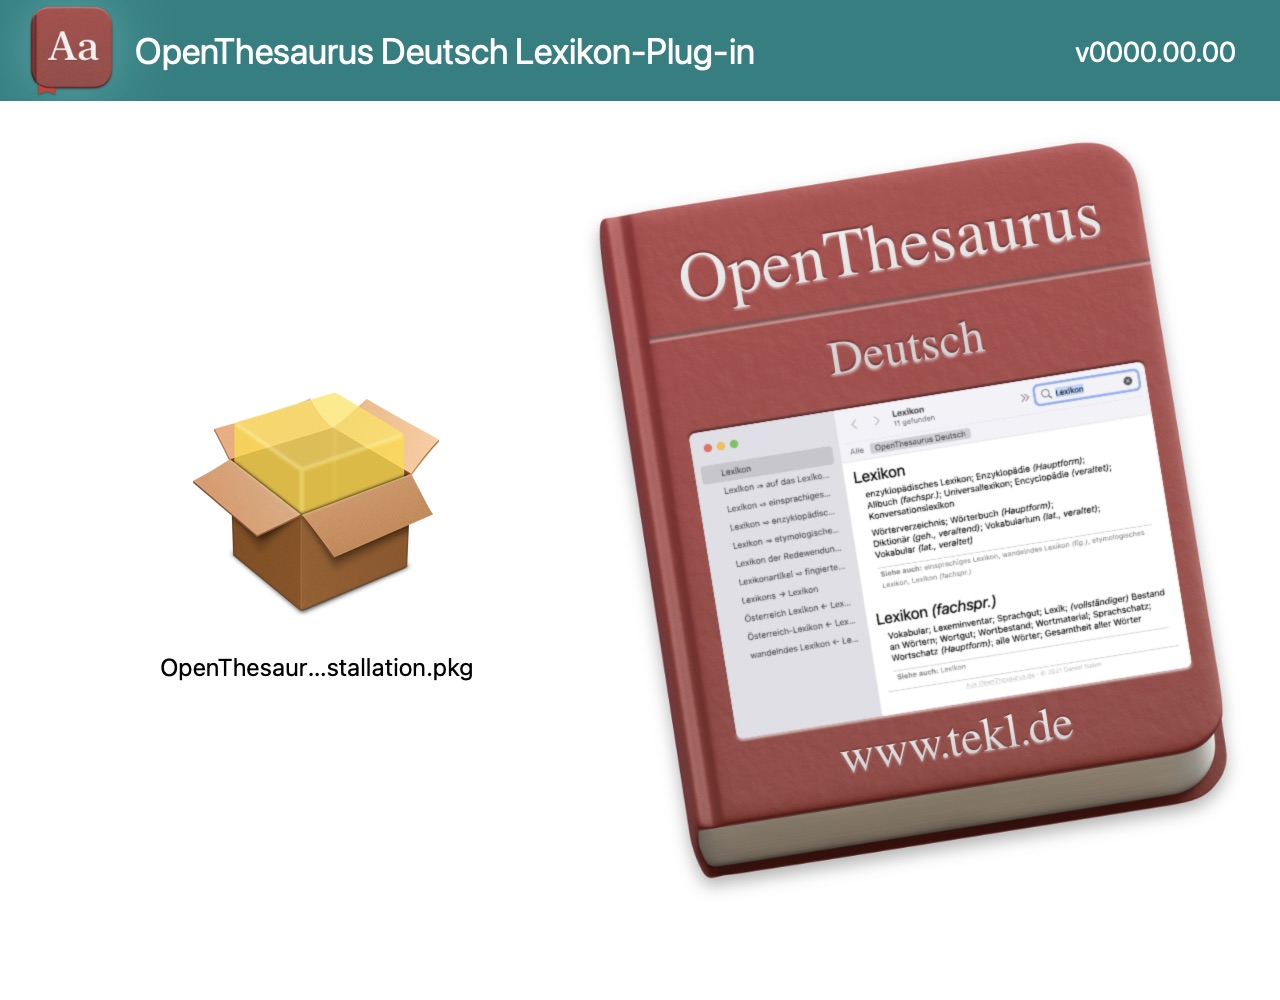 Aa
OpenThesaurus Deutsch Lexikon-Plug-in
v0000.00.00
OpenThesaur...stallation.pkg
OpenThesaurus
Deutsch
Lexikon
11 gefunden
Lexikon
Alle
OpenThesaurus Deutsch
Lexikon
Lexikon ⇨ auf das Lexiko...
Lexikon ⇨ einsprachiges...
Lexikon ⇨ enzyklopädisc...
Lexikon ⇨ etymologische...
Lexikon der Redewendun...
Lexikonartikel ⇨ fingierte...
Lexikons → Lexikon
Österreich Lexikon ← Lex...
Österreich-Lexikon ← Lex...
wandelndes Lexikon ← Le...
Lexikon
enzyklopädisches Lexikon; Enzyklopädie (Hauptform);
Allbuch (fachspr.); Universallexikon; Encyclopädie (veraltet);
Konversationslexikon
Wörterverzeichnis; Wörterbuch (Hauptform);
Diktionär (geh., veraltend); Vokabularium (lat., veraltet);
Vokabular (lat., veraltet)
Siehe auch: einsprachiges Lexikon, wandelndes Lexikon (fig.), etymologisches
Lexikon, Lexikon (fachspr.)
Lexikon (fachspr.)
Vokabular; Lexeminventar; Sprachgut; Lexik; (vollständiger) Bestand
an Wörtern; Wortgut; Wortbestand; Wortmaterial; Sprachschatz;
Wortschatz (Hauptform); alle Wörter; Gesamtheit aller Wörter
Siehe auch: Lexikon
OpenThesaurus.de · © 2021 Daniel Naber
www.tekl.de